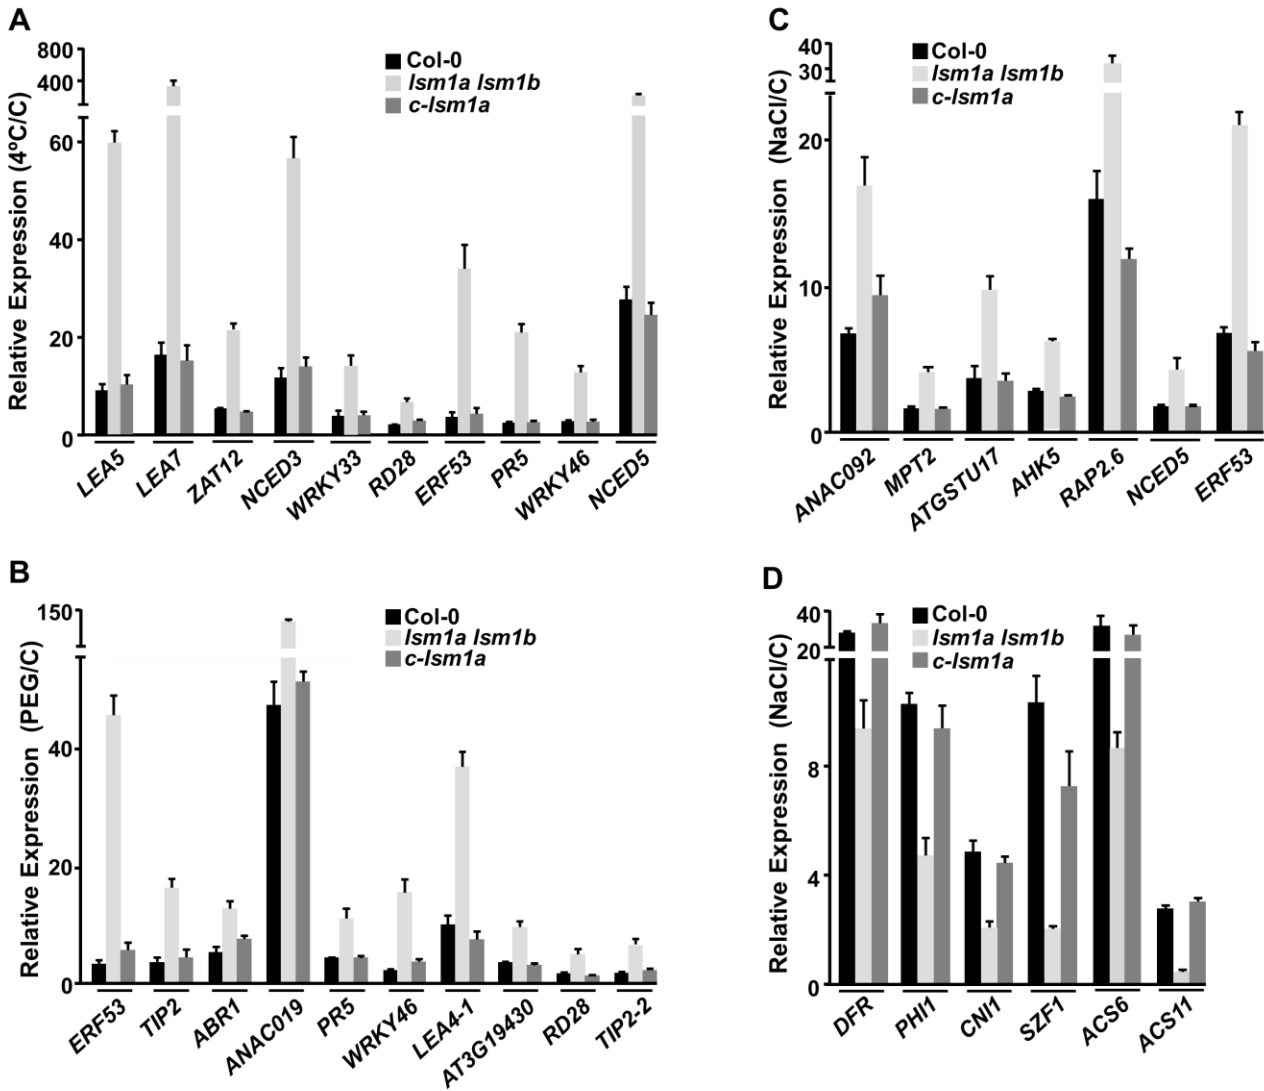 A
Relative Expression (4ºC/C)
800
400
60
40
20
0
Col-0
lsm1a lsm1b
c-lsm1a
LEA5
LEA7
ZAT12
NCED3
WRKY33
RD28
ERF53
PR5
WRKY46
NCED5
C
Relative Expression (NaCl/C)
40
30
20
10
0
Col-0
lsm1a lsm1b
c-lsm1a
ANAC092
MPT2
ATGSTU17
AHK5
RAP2.6
NCED5
ERF53
B
Relative Expression (PEG/C)
150
40
20
0
Col-0
lsm1a lsm1b
c-lsm1a
ERF53
TIP2
ABR1
ANAC019
PR5
WRKY46
LEA4-1
AT3G19430
RD28
TIP2-2
D
Relative Expression (NaCl/C)
40
20
8
4
0
Col-0
lsm1a lsm1b
c-lsm1a
DFR
PHI1
CNI1
SZF1
ACS6
ACS11